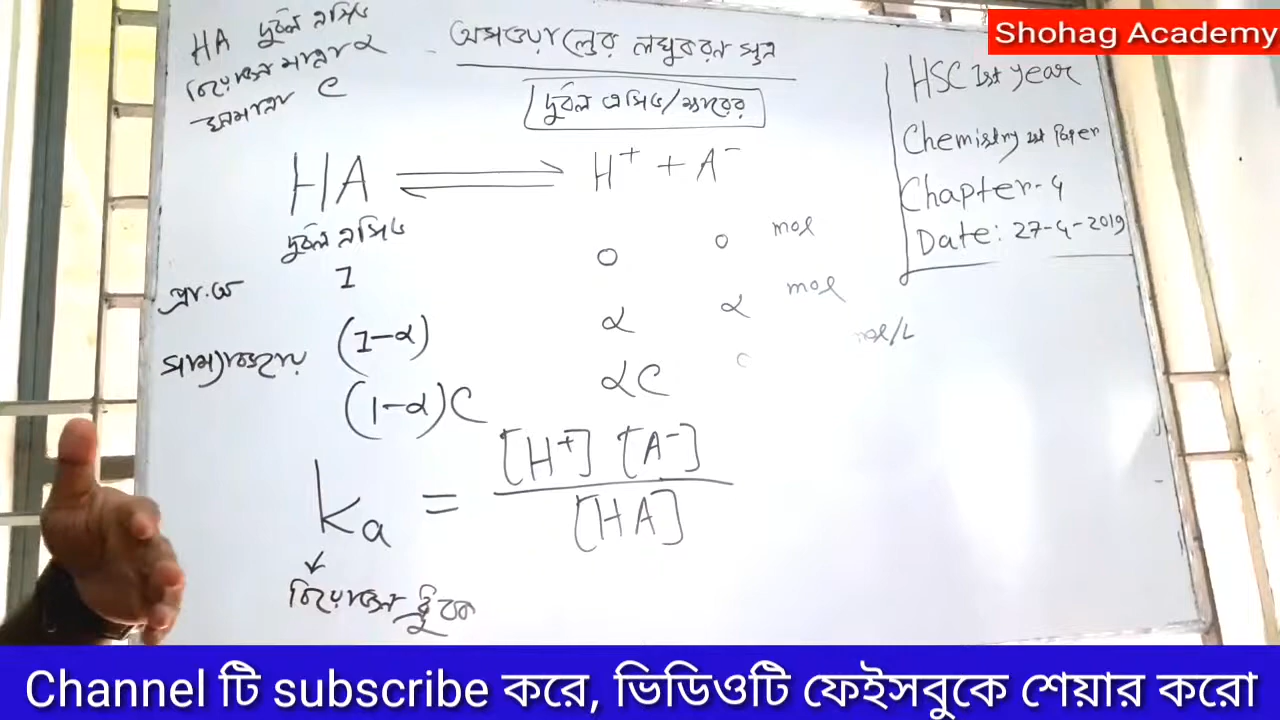 Shohag Academy
HA দুর্বল এসিড
বিয়োজন মাত্রা α
ঘনমাত্রা C
অসওয়াল্ডের লঘুকরন সূত্র
দুর্বল এসিড/ক্ষারের
HSC 1st year
Chemistry 1st Paper
Chapter-4
Date: 27-4-2019
HA ⇌ H⁺ + A⁻
দুর্বল এসিড
প্রা.অ 1 0 0 mol
সাম্যাবস্থায় (1-α) α α mol
(1-α)C αC mol/L
Ka = [H⁺] [A⁻] / [HA]
বিয়োজন ধ্রুবক
Channel টি subscribe করে, ভিডিওটি ফেইসবুকে শেয়ার করো